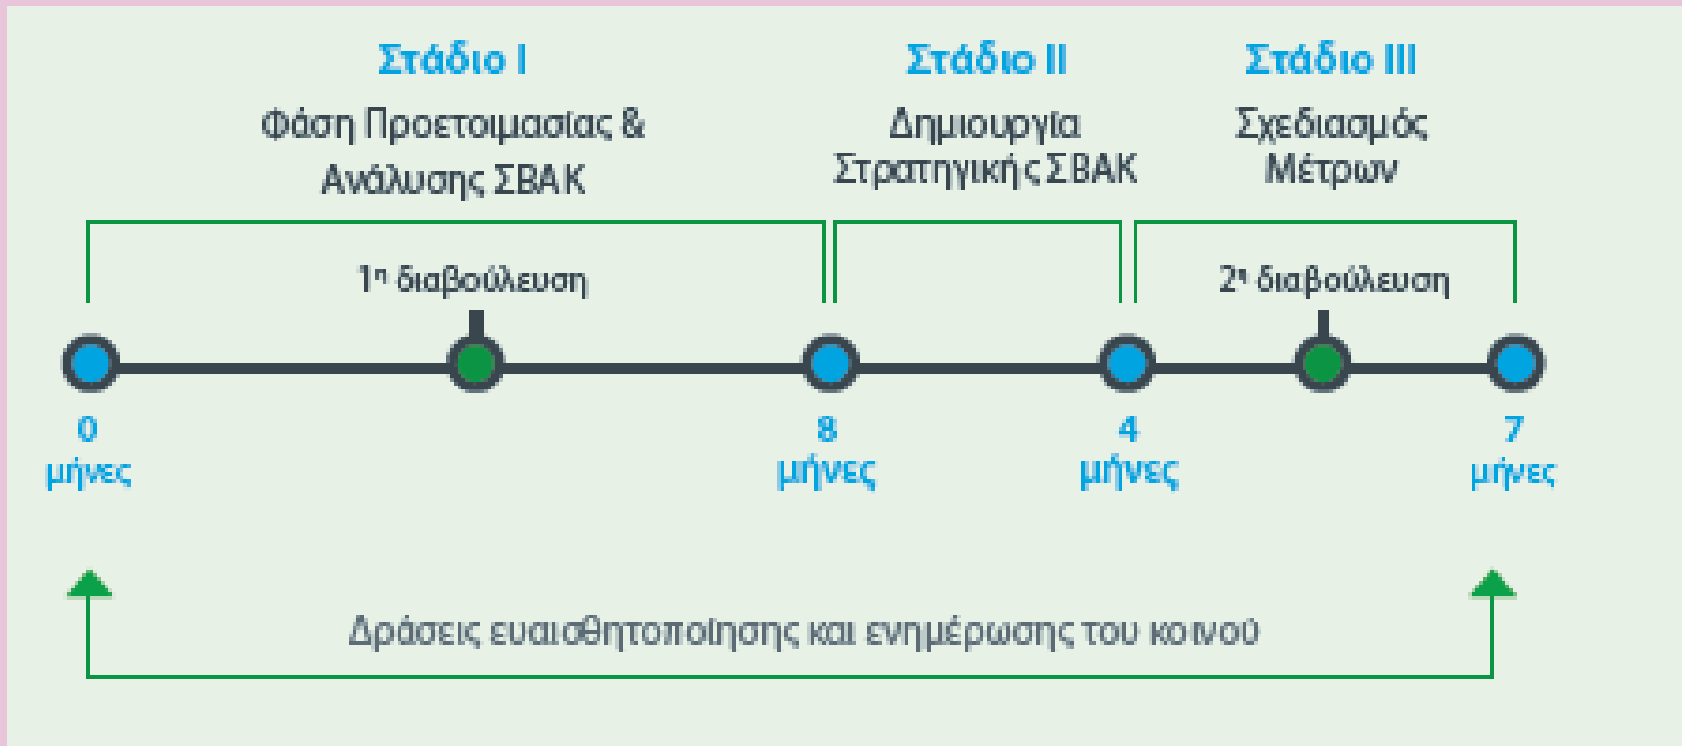 Στάδιο I
Φάση Προετοιμασίας &
Ανάλυσης ΣΒΑΚ
Στάδιο II
Δημιουργία
Στρατηγικής ΣΒΑΚ
Στάδιο III
Σχεδιασμός
Μέτρων
1η διαβούλευση
2η διαβούλευση
0
μήνες
8
μήνες
4
μήνες
7
μήνες
Δράσεις ευαισθητοποίησης και ενημέρωσης του κοινού